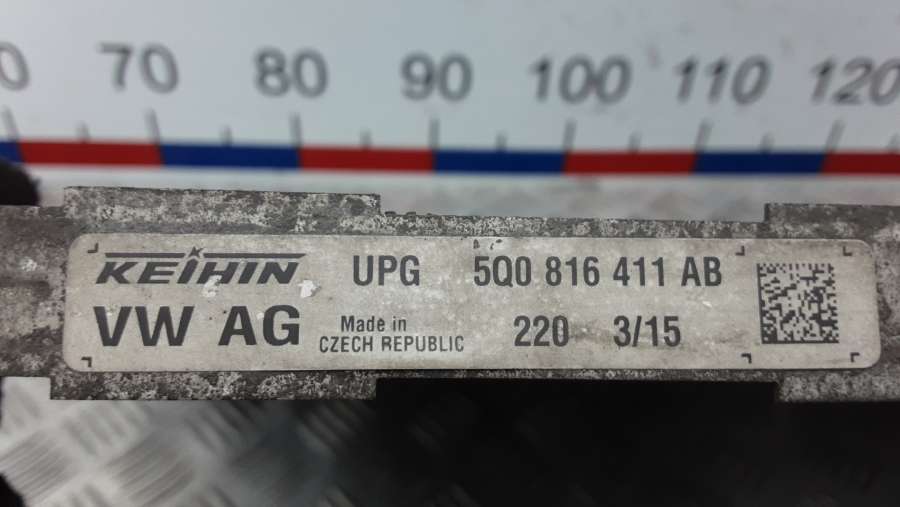 70 80 90 100 110 120
KEIHIN UPG 5Q0 816 411 AB
VW AG Made in CZECH REPUBLIC 220 3/15